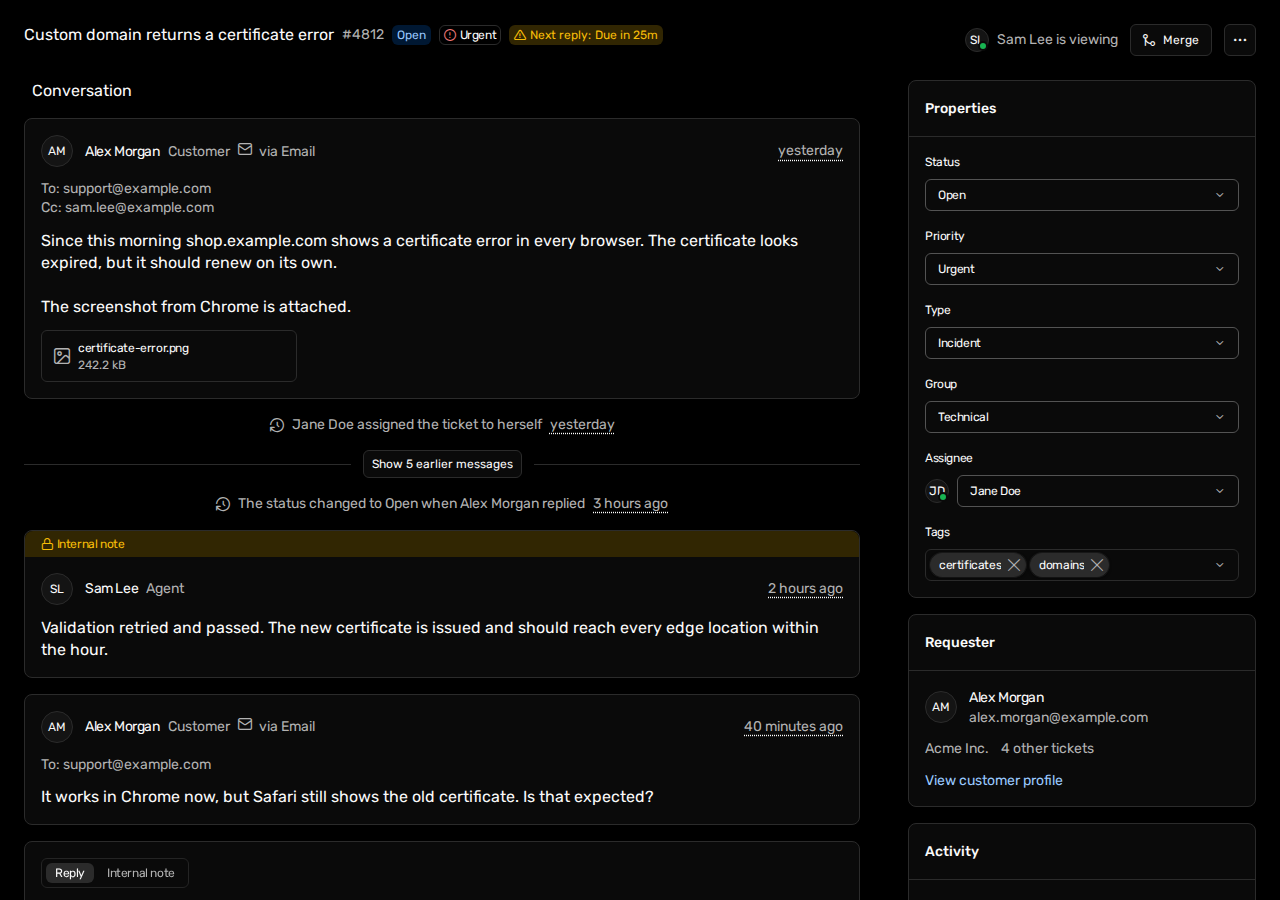 Custom domain returns a certificate error #4812 Open Urgent Next reply: Due in 25m
Sam Lee is viewing Merge
Conversation
AM Alex Morgan Customer via Email yesterday
To: support@example.com
Cc: sam.lee@example.com
Since this morning shop.example.com shows a certificate error in every browser. The certificate looks
expired, but it should renew on its own.
The screenshot from Chrome is attached.
certificate-error.png
242.2 kB
Jane Doe assigned the ticket to herself yesterday
Show 5 earlier messages
The status changed to Open when Alex Morgan replied 3 hours ago
Internal note
SL Sam Lee Agent 2 hours ago
Validation retried and passed. The new certificate is issued and should reach every edge location within
the hour.
AM Alex Morgan Customer via Email 40 minutes ago
To: support@example.com
It works in Chrome now, but Safari still shows the old certificate. Is that expected?
Reply Internal note
Properties
Status
Open
Priority
Urgent
Type
Incident
Group
Technical
Assignee
Jane Doe
Tags
certificates domains
Requester
AM Alex Morgan
alex.morgan@example.com
Acme Inc. 4 other tickets
View customer profile
Activity